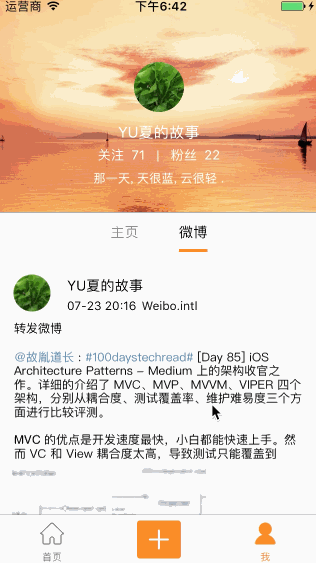 运营商 下午6:42
YU夏的故事
关注 71 | 粉丝 22
那一天, 天很蓝, 云很轻 .
主页 微博
YU夏的故事
07-23 20:16 Weibo.intl
转发微博
@故胤道长 : #100daystechread# [Day 85] iOS
Architecture Patterns - Medium 上的架构收官之
作。详细的介绍了 MVC、MVP、MVVM、VIPER 四个
架构，分别从耦合度、测试覆盖率、维护难易度三个方
面进行比较评测。
MVC 的优点是开发速度最快，小白都能快速上手。然
而 VC 和 View 耦合度太高，导致测试只能覆盖到
首页 我